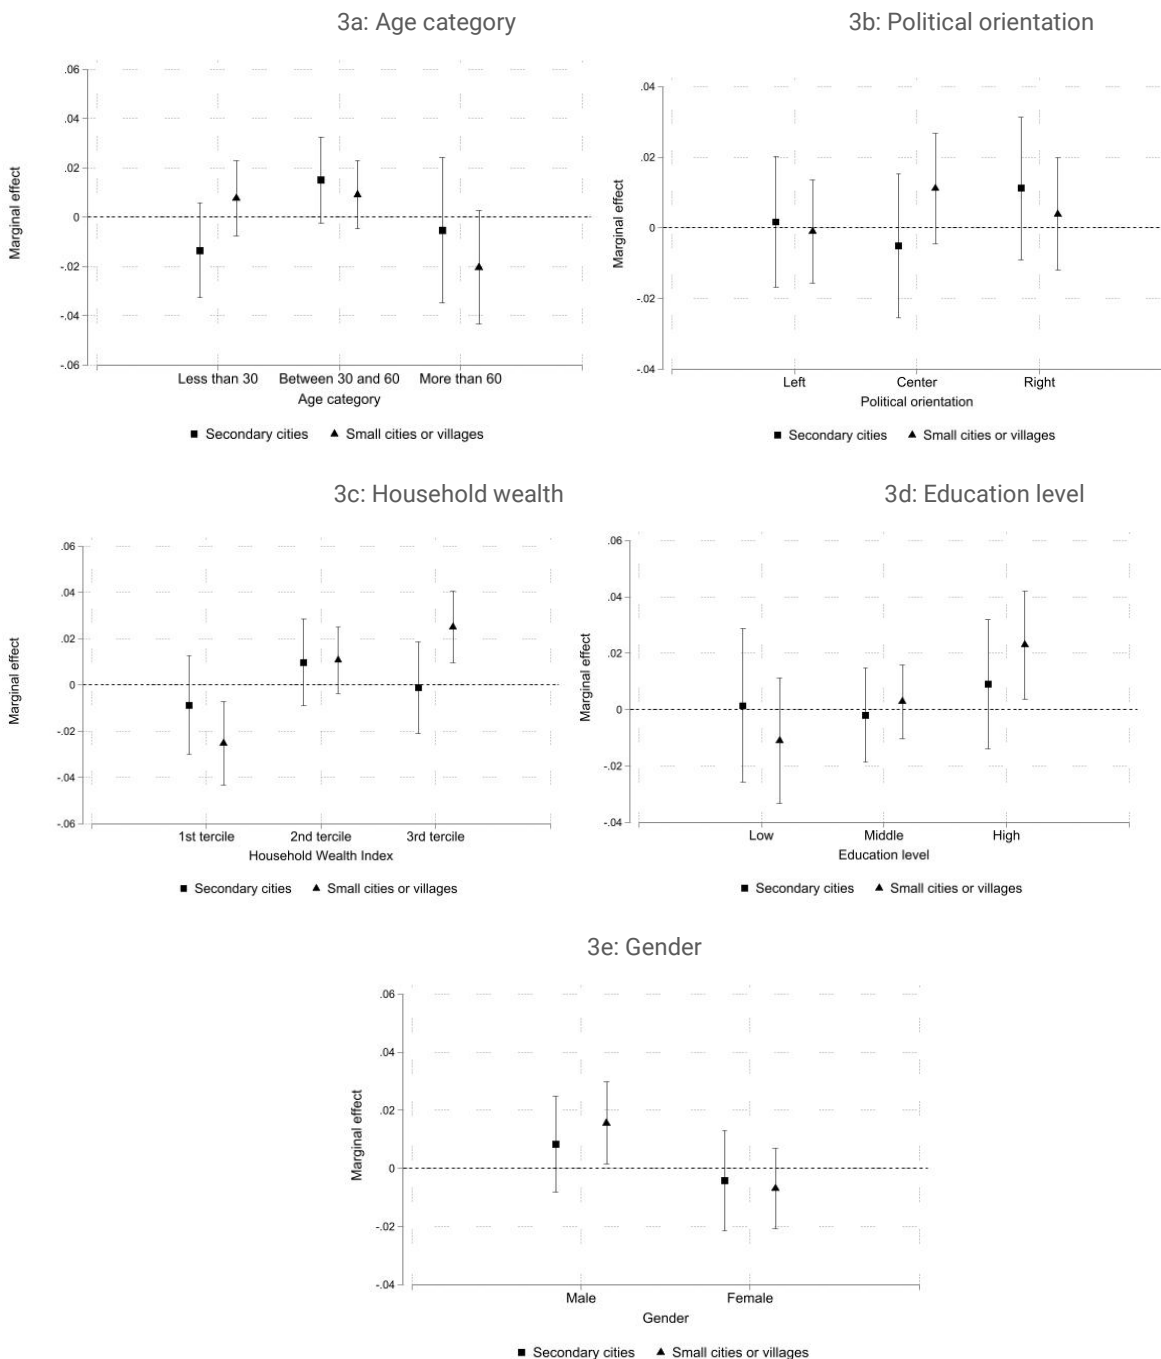 3a: Age category
.06
.04
.02
0
-.02
-.04
-.06
Marginal effect
Less than 30 Between 30 and 60 More than 60
Age category
Secondary cities Small cities or villages
3b: Political orientation
.04
.02
0
-.02
-.04
Marginal effect
Left Center Right
Political orientation
Secondary cities Small cities or villages
3c: Household wealth
.06
.04
.02
0
-.02
-.04
-.06
Marginal effect
1st tercile 2nd tercile 3rd tercile
Household Wealth Index
Secondary cities Small cities or villages
3d: Education level
.06
.04
.02
0
-.02
-.04
Marginal effect
Low Middle High
Education level
Secondary cities Small cities or villages
3e: Gender
.06
.04
.02
0
-.02
-.04
Marginal effect
Male Female
Gender
Secondary cities Small cities or villages